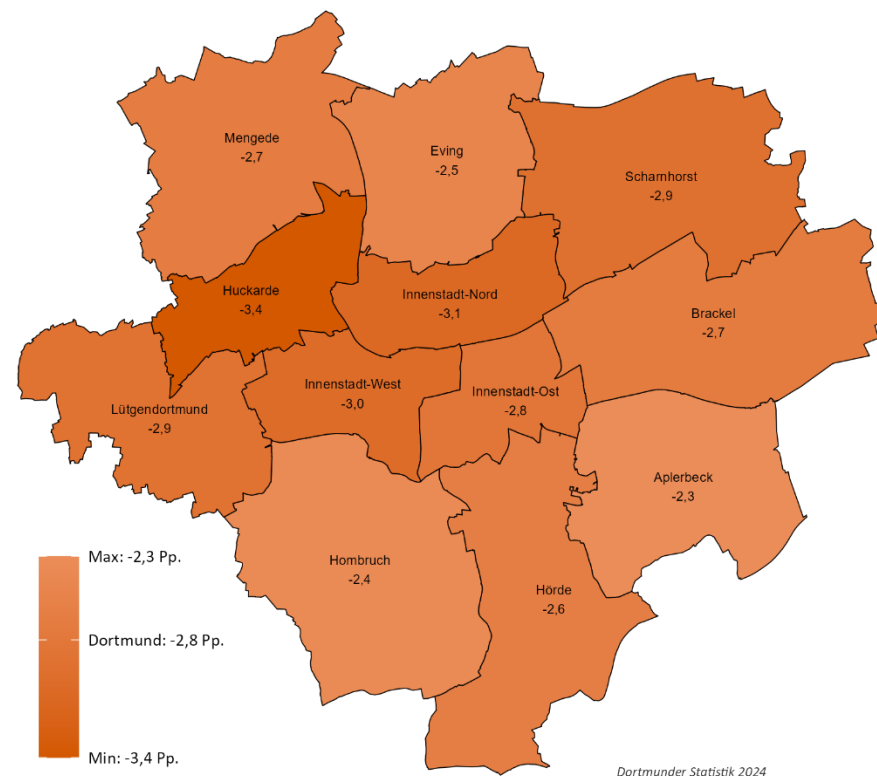 Mengede
-2,7
Eving
-2,5
Scharnhorst
-2,9
Huckarde
-3,4
Innenstadt-Nord
-3,1
Brackel
-2,7
Lütgendortmund
-2,9
Innenstadt-West
-3,0
Innenstadt-Ost
-2,8
Aplerbeck
-2,3
Hombruch
-2,4
Hörde
-2,6
Max: -2,3 Pp.
Dortmund: -2,8 Pp.
Min: -3,4 Pp.
Dortmunder Statistik 2024